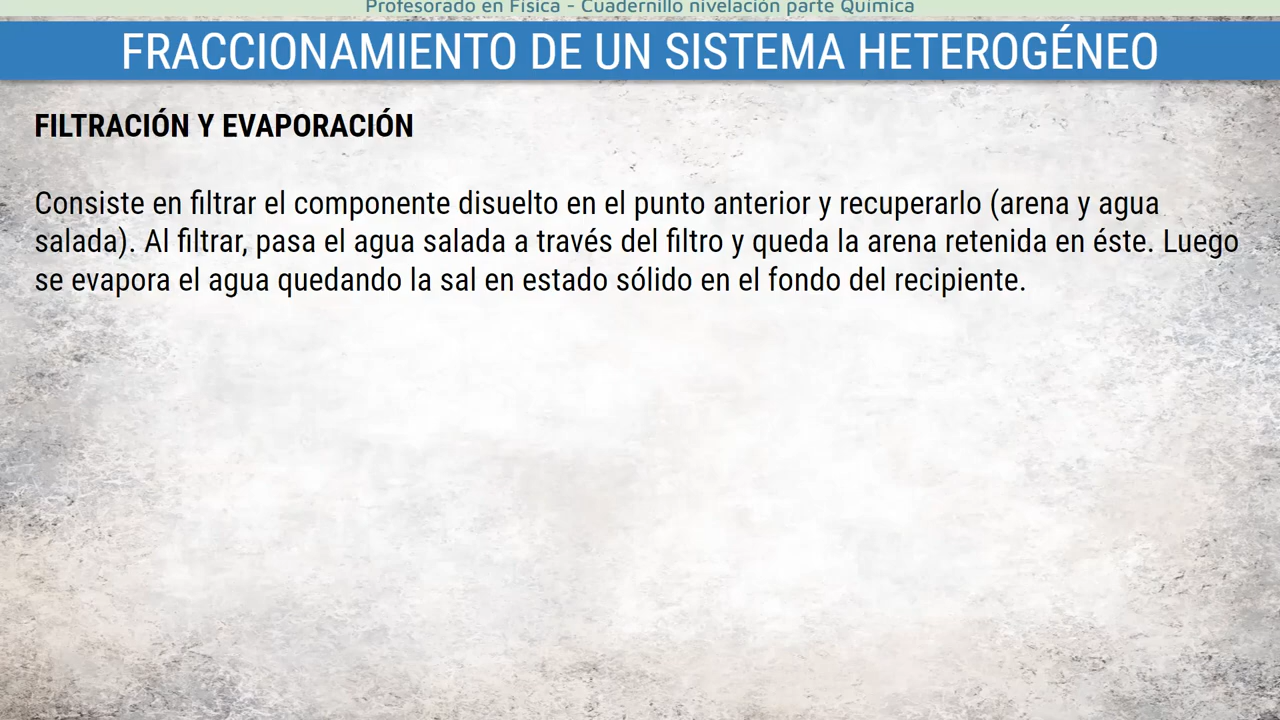 Profesorado en Física - Cuadernillo nivelación parte Química
FRACCIONAMIENTO DE UN SISTEMA HETEROGÉNEO
FILTRACIÓN Y EVAPORACIÓN
Consiste en filtrar el componente disuelto en el punto anterior y recuperarlo (arena y agua
salada). Al filtrar, pasa el agua salada a través del filtro y queda la arena retenida en éste. Luego
se evapora el agua quedando la sal en estado sólido en el fondo del recipiente.